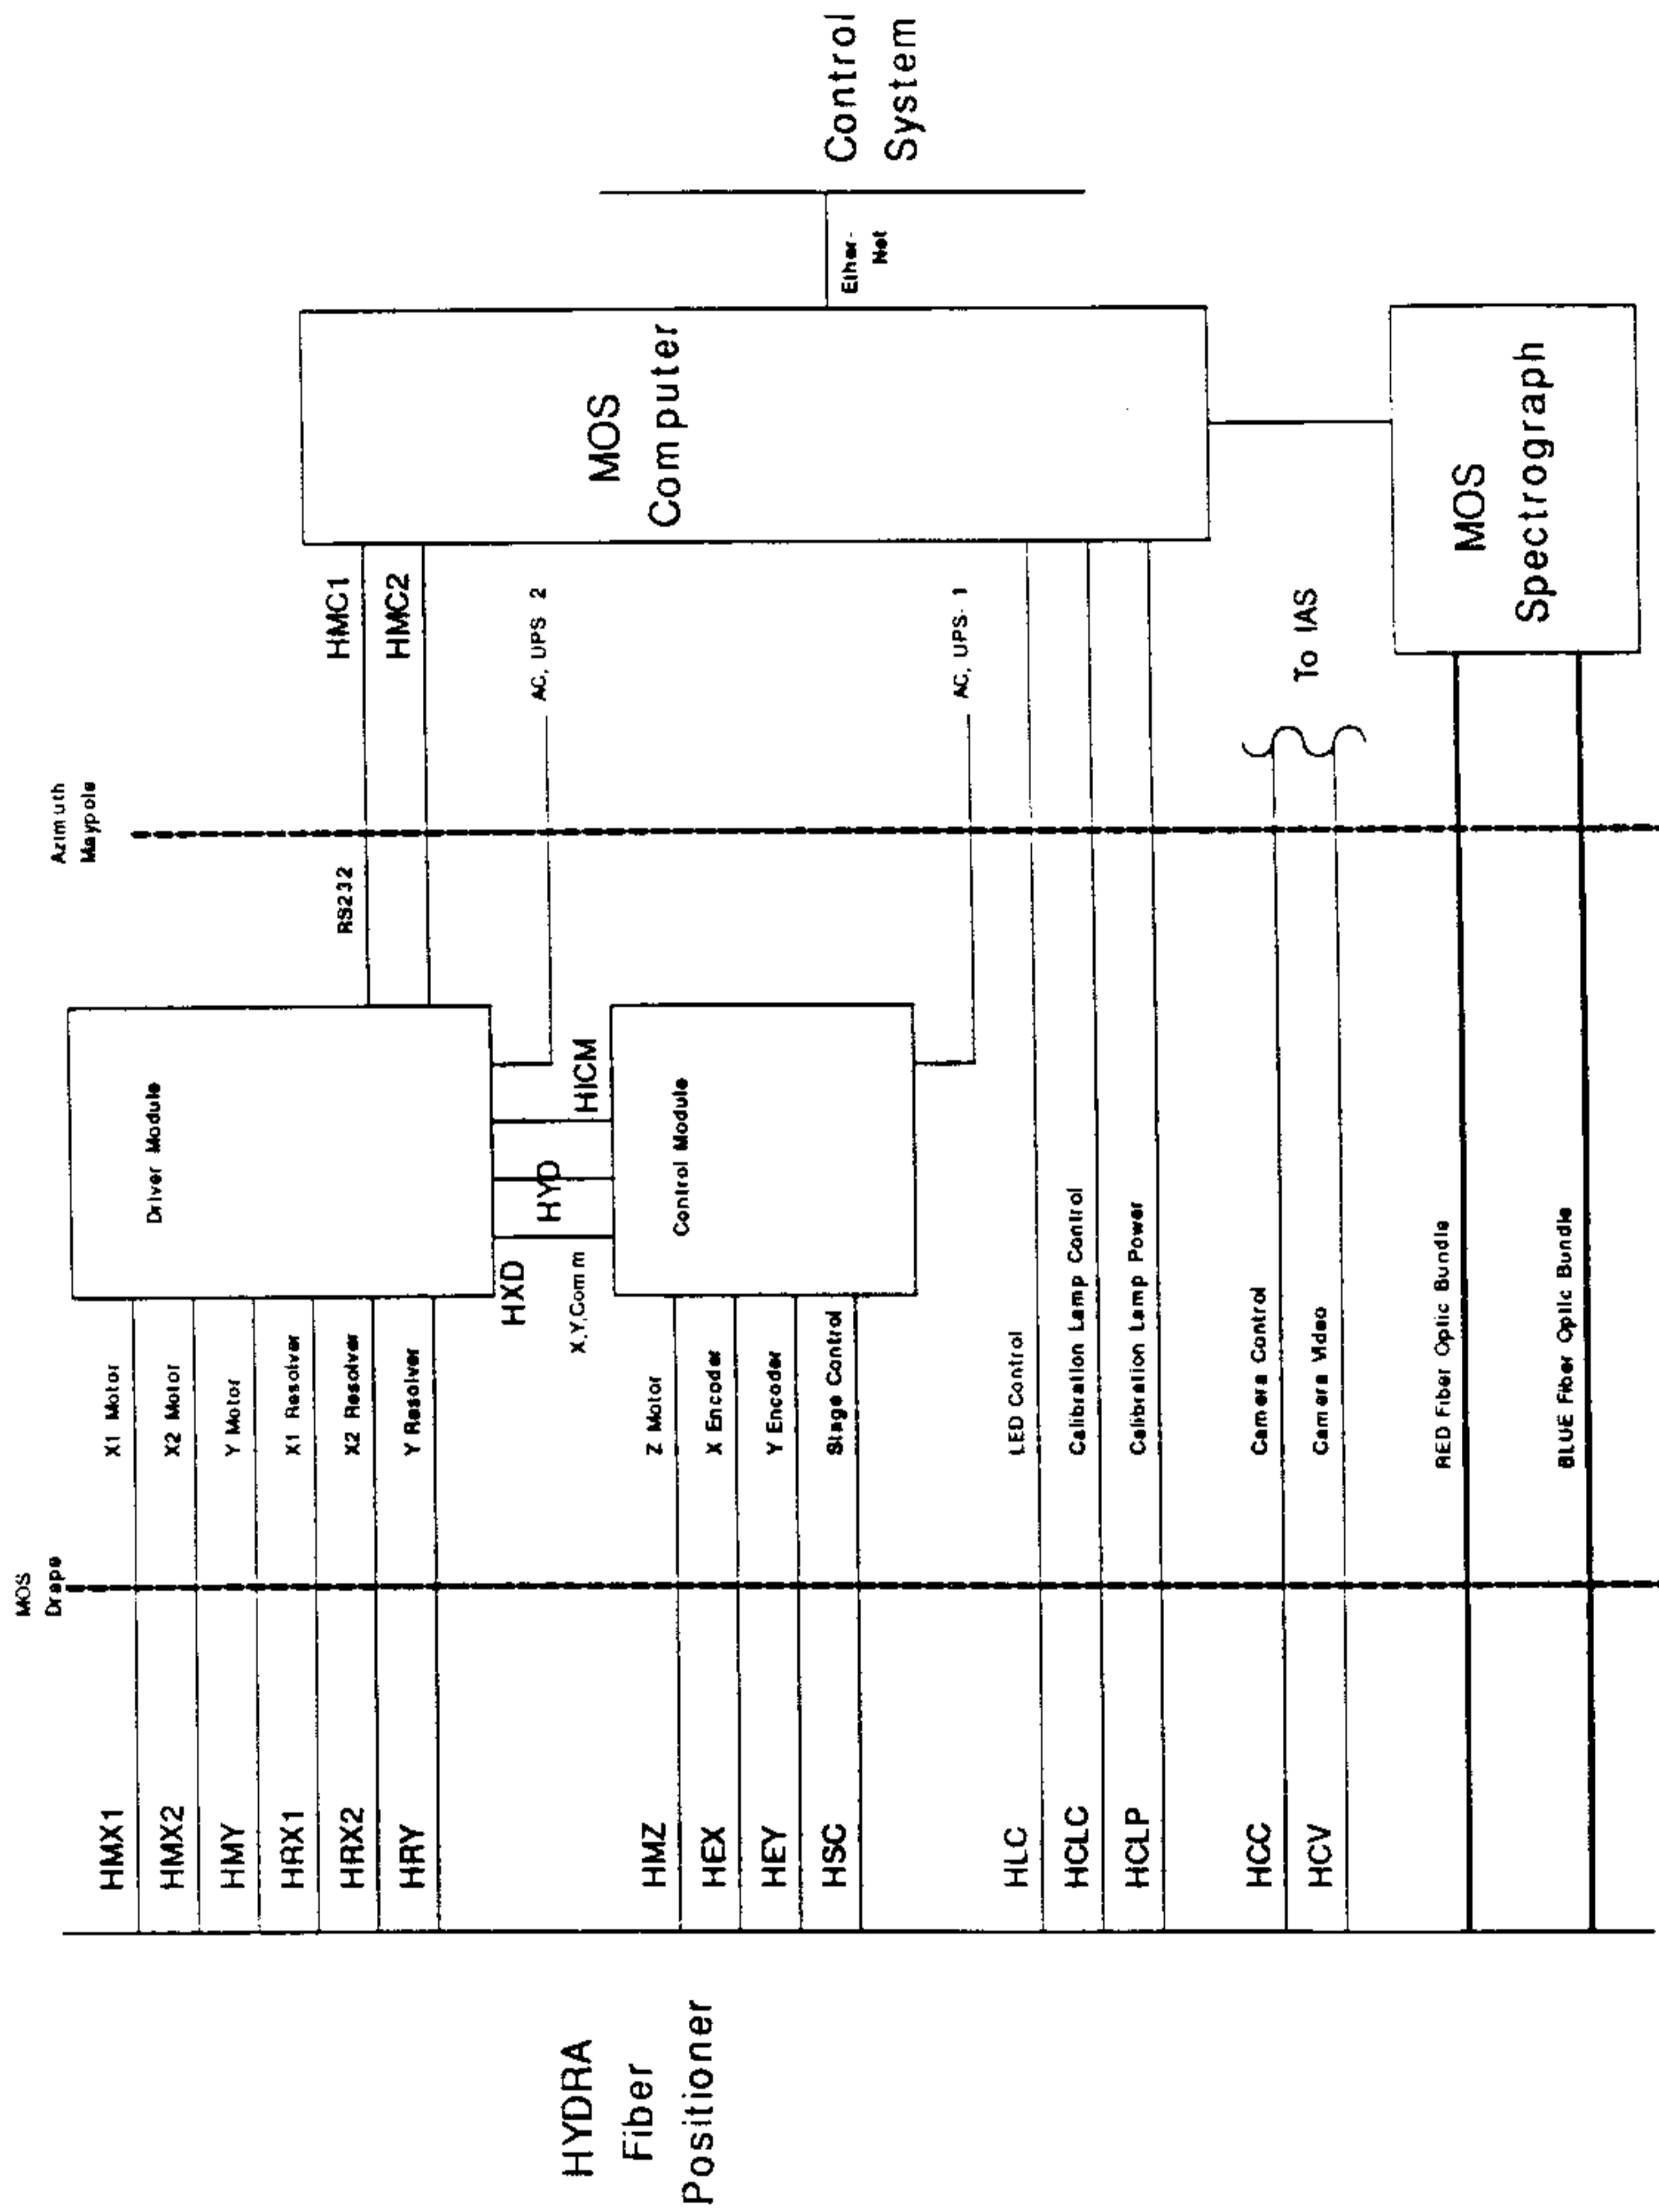 MOS
Drape
Azimuth
Maypole
HYDRA
Fiber
Positioner
HMX1
X1 Motor
HMX2
X2 Motor
HMY
Y Motor
HRX1
X1 Resolver
HRX2
X2 Resolver
HRY
Y Resolver
Driver Module
RS232
HMC1
HMC2
AC, UPS 2
HXD
HYD
HICM
X,Y,Comm
HMZ
Z Motor
HEX
X Encoder
HEY
Y Encoder
HSC
Stage Control
Control Module
AC, UPS-1
HLC
LED Control
HCLC
Calibration Lamp Control
HCLP
Calibration Lamp Power
HCC
Camera Control
HCV
Camera Video
To IAS
RED Fiber Optic Bundle
BLUE Fiber Optic Bundle
MOS
Computer
Ether-
Net
Control
System
MOS
Spectrograph